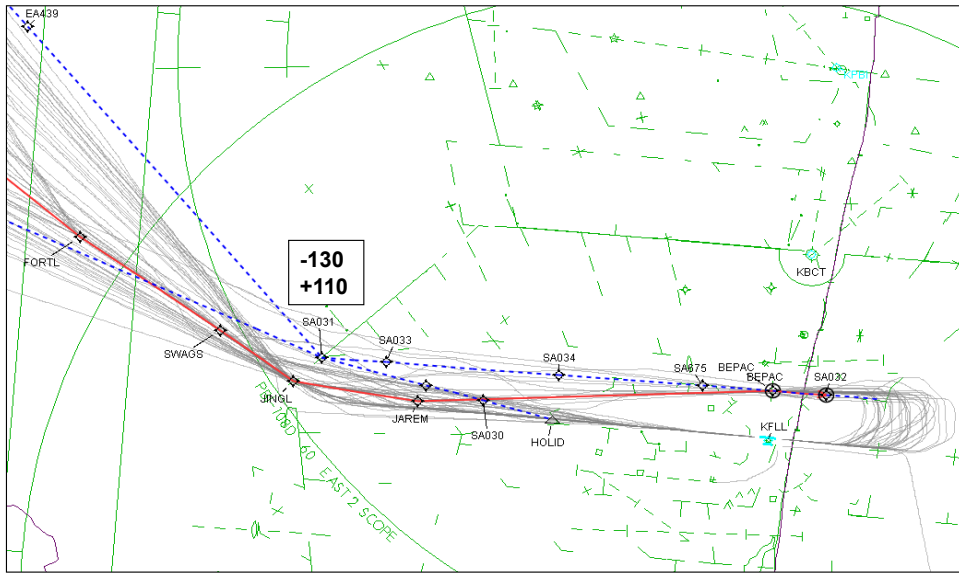 EA439
KPBI
FORTL
KBCT
-130
+110
SA031
SA033
SWAGS
SA034
SA675
BEPAC
BEPAC
SA032
JINGL
JAREM
SA030
HOLID
KFLL
EAST 2 SCOPE